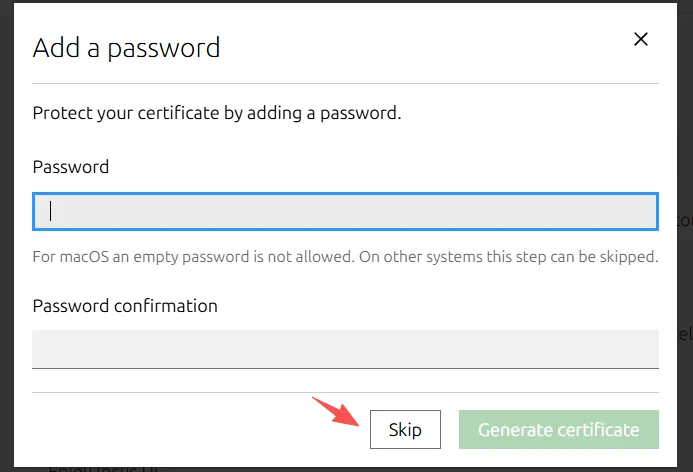 Add a password
Protect your certificate by adding a password.
Password
For macOS an empty password is not allowed. On other systems this step can be skipped.
Password confirmation
Skip
Generate certificate